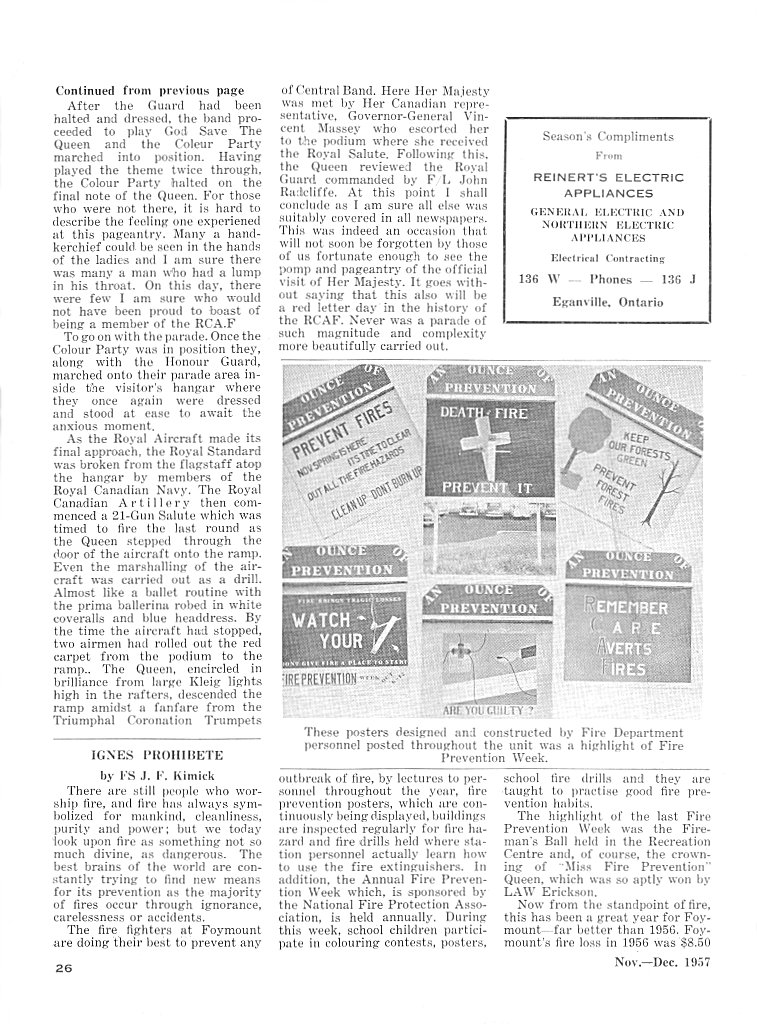 Continued from previous page
After the Guard had been
halted and dressed, the band pro-
ceeded to play God Save The
Queen and the Coleur Party
marched into position. Having
played the theme twice through,
the Colour Party halted on the
final note of the Queen. For those
who were not there, it is hard to
describe the feeling one experiened
at this pageantry. Many a hand-
kerchief could be seen in the hands
of the ladies and I am sure there
was many a man who had a lump
in his throat. On this day, there
were few I am sure who would
not have been proud to boast of
being a member of the RCA.F
To go on with the parade. Once the
Colour Party was in position they,
along with the Honour Guard,
marched onto their parade area in-
side the visitor's hangar where
they once again were dressed
and stood at ease to await the
anxious moment.
As the Royal Aircraft made its
final approach, the Royal Standard
was broken from the flagstaff atop
the hangar by members of the
Royal Canadian Navy. The Royal
Canadian Artillery then com-
menced a 21-Gun Salute which was
timed to fire the last round as
the Queen stepped through the
door of the aircraft onto the ramp.
Even the marshalling of the air-
craft was carried out as a drill.
Almost like a ballet routine with
the prima ballerina robed in white
coveralls and blue headdress. By
the time the aircraft had stopped,
two airmen had rolled out the red
carpet from the podium to the
ramp.. The Queen, encircled in
brilliance from large Kleig lights
high in the rafters, descended the
ramp amidst a fanfare from the
Triumphal Coronation Trumpets
of Central Band. Here Her Majesty
was met by Her Canadian repre-
sentative, Governor-General Vin-
cent Massey who escorted her
to the podium where she received
the Royal Salute. Following this,
the Queen reviewed the Royal
Guard commanded by F/L John
Radcliffe. At this point I shall
conclude as I am sure all else was
suitably covered in all newspapers.
This was indeed an occasion that
will not soon be forgotten by those
of us fortunate enough to see the
pomp and pageantry of the official
visit of Her Majesty. It goes with-
out saying that this also will be
a red letter day in the history of
the RCAF. Never was a parade of
such magnitude and complexity
more beautifully carried out.
Season's Compliments
From
REINERT'S ELECTRIC
APPLIANCES
GENERAL ELECTRIC AND
NORTHERN ELECTRIC
APPLIANCES
Electrical Contracting
136 W — Phones — 136 J
Eganville, Ontario
AN OUNCE OF
PREVENTION
PREVENT FIRES
NOW SPRING IS HERE
ITS TIME TO CLEAR
OUT ALL THE FIRE HAZARDS
CLEAN UP DONT BURN UP
AN OUNCE OF
PREVENTION
DEATH BY FIRE
PREVENT IT
AN OUNCE OF
PREVENTION
KEEP
OUR FORESTS
GREEN
PREVENT
FOREST
FIRES
AN OUNCE OF
PREVENTION
FIRE BRINGS TRAGIC LOSSES
WATCH
YOUR
DONT GIVE FIRE A PLACE TO START
FIRE PREVENTION
AN OUNCE OF
PREVENTION
ARE YOU GUILTY ?
AN OUNCE OF
PREVENTION
REMEMBER
CARE
AVERTS
FIRES
These posters designed and constructed by Fire Department
personnel posted throughout the unit was a highlight of Fire
Prevention Week.
IGNES PROHIBETE
by FS J. F. Kimick
There are still people who wor-
ship fire, and fire has always sym-
bolized for mankind, cleanliness,
purity and power; but we today
look upon fire as something not so
much divine, as dangerous. The
best brains of the world are con-
stantly trying to find new means
for its prevention as the majority
of fires occur through ignorance,
carelessness or accidents.
The fire fighters at Foymount
are doing their best to prevent any
outbreak of fire, by lectures to per-
sonnel throughout the year, fire
prevention posters, which are con-
tinuously being displayed, buildings
are inspected regularly for fire ha-
zard and fire drills held where sta-
tion personnel actually learn how
to use the fire extinguishers. In
addition, the Annual Fire Preven-
tion Week which, is sponsored by
the National Fire Protection Asso-
ciation, is held annually. During
this week, school children partici-
pate in colouring contests, posters,
school fire drills and they are
taught to practise good fire pre-
vention habits.
The highlight of the last Fire
Prevention Week was the Fire-
man's Ball held in the Recreation
Centre and, of course, the crown-
ing of "Miss Fire Prevention"
Queen, which was so aptly won by
LAW Erickson.
Now from the standpoint of fire,
this has been a great year for Foy-
mount—far better than 1956. Foy-
mount's fire loss in 1956 was $8.50
26
Nov.—Dec. 1957